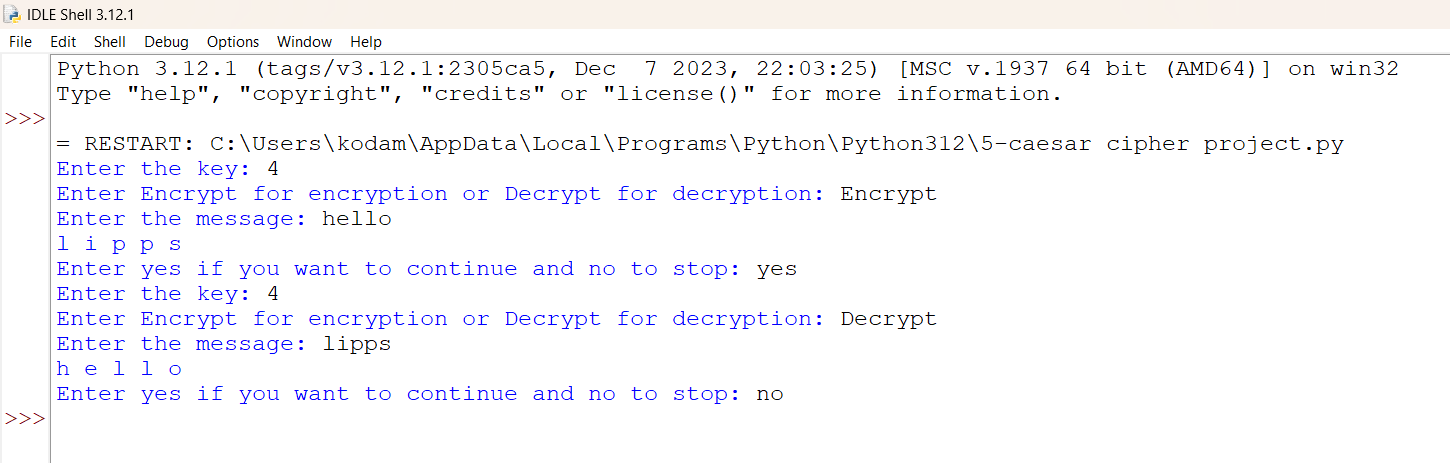 IDLE Shell 3.12.1
File Edit Shell Debug Options Window Help
Python 3.12.1 (tags/v3.12.1:2305ca5, Dec  7 2023, 22:03:25) [MSC v.1937 64 bit (AMD64)] on win32
Type "help", "copyright", "credits" or "license()" for more information.
>>>
= RESTART: C:\Users\kodam\AppData\Local\Programs\Python\Python312\5-caesar cipher project.py
Enter the key: 4
Enter Encrypt for encryption or Decrypt for decryption: Encrypt
Enter the message: hello
l i p p s
Enter yes if you want to continue and no to stop: yes
Enter the key: 4
Enter Encrypt for encryption or Decrypt for decryption: Decrypt
Enter the message: lipps
h e l l o
Enter yes if you want to continue and no to stop: no
>>>